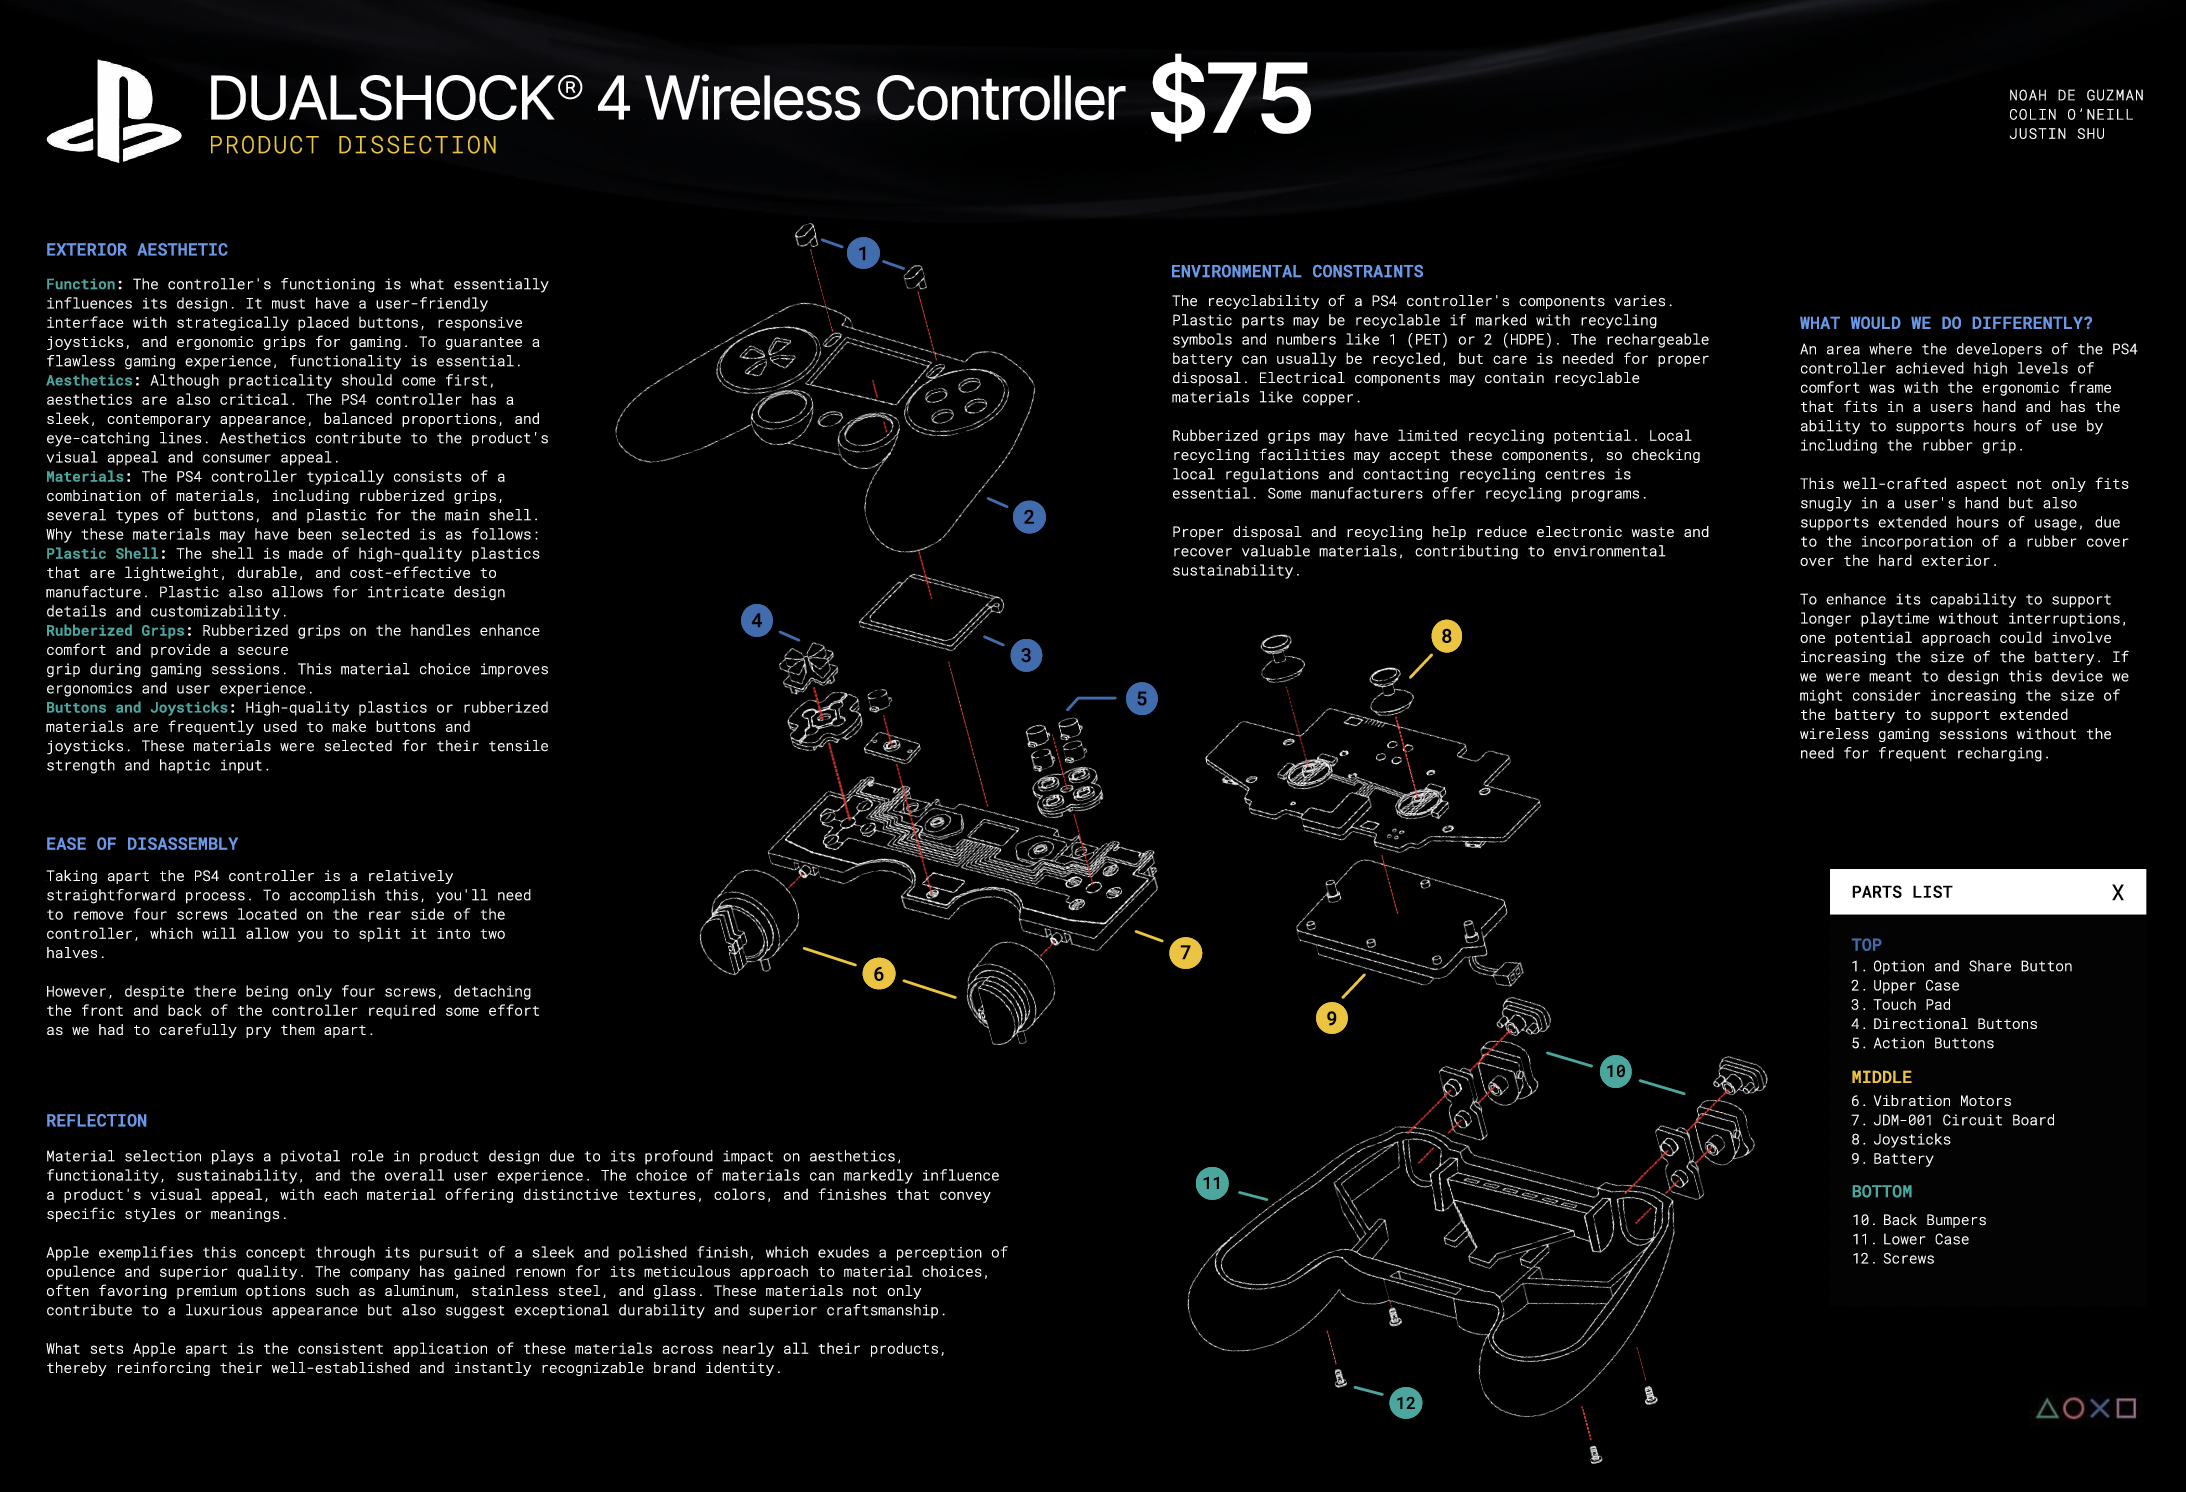 DUALSHOCK® 4 Wireless Controller $75
PRODUCT DISSECTION
NOAH DE GUZMAN
COLIN O'NEILL
JUSTIN SHU
EXTERIOR AESTHETIC
Function: The controller's functioning is what essentially
influences its design. It must have a user-friendly
interface with strategically placed buttons, responsive
joysticks, and ergonomic grips for gaming. To guarantee a
flawless gaming experience, functionality is essential.
Aesthetics: Although practicality should come first,
aesthetics are also critical. The PS4 controller has a
sleek, contemporary appearance, balanced proportions, and
eye-catching lines. Aesthetics contribute to the product's
visual appeal and consumer appeal.
Materials: The PS4 controller typically consists of a
combination of materials, including rubberized grips,
several types of buttons, and plastic for the main shell.
Why these materials may have been selected is as follows:
Plastic Shell: The shell is made of high-quality plastics
that are lightweight, durable, and cost-effective to
manufacture. Plastic also allows for intricate design
details and customizability.
Rubberized Grips: Rubberized grips on the handles enhance
comfort and provide a secure
grip during gaming sessions. This material choice improves
ergonomics and user experience.
Buttons and Joysticks: High-quality plastics or rubberized
materials are frequently used to make buttons and
joysticks. These materials were selected for their tensile
strength and haptic input.
EASE OF DISASSEMBLY
Taking apart the PS4 controller is a relatively
straightforward process. To accomplish this, you'll need
to remove four screws located on the rear side of the
controller, which will allow you to split it into two
halves.
However, despite there being only four screws, detaching
the front and back of the controller required some effort
as we had to carefully pry them apart.
REFLECTION
Material selection plays a pivotal role in product design due to its profound impact on aesthetics,
functionality, sustainability, and the overall user experience. The choice of materials can markedly influence
a product's visual appeal, with each material offering distinctive textures, colors, and finishes that convey
specific styles or meanings.
Apple exemplifies this concept through its pursuit of a sleek and polished finish, which exudes a perception of
opulence and superior quality. The company has gained renown for its meticulous approach to material choices,
often favoring premium options such as aluminum, stainless steel, and glass. These materials not only
contribute to a luxurious appearance but also suggest exceptional durability and superior craftsmanship.
What sets Apple apart is the consistent application of these materials across nearly all their products,
thereby reinforcing their well-established and instantly recognizable brand identity.
1
2
3
4
5
6
7
ENVIRONMENTAL CONSTRAINTS
The recyclability of a PS4 controller's components varies.
Plastic parts may be recyclable if marked with recycling
symbols and numbers like 1 (PET) or 2 (HDPE). The rechargeable
battery can usually be recycled, but care is needed for proper
disposal. Electrical components may contain recyclable
materials like copper.
Rubberized grips may have limited recycling potential. Local
recycling facilities may accept these components, so checking
local regulations and contacting recycling centres is
essential. Some manufacturers offer recycling programs.
Proper disposal and recycling help reduce electronic waste and
recover valuable materials, contributing to environmental
sustainability.
8
9
10
11
12
WHAT WOULD WE DO DIFFERENTLY?
An area where the developers of the PS4
controller achieved high levels of
comfort was with the ergonomic frame
that fits in a users hand and has the
ability to supports hours of use by
including the rubber grip.
This well-crafted aspect not only fits
snugly in a user's hand but also
supports extended hours of usage, due
to the incorporation of a rubber cover
over the hard exterior.
To enhance its capability to support
longer playtime without interruptions,
one potential approach could involve
increasing the size of the battery. If
we were meant to design this device we
might consider increasing the size of
the battery to support extended
wireless gaming sessions without the
need for frequent recharging.
PARTS LIST X
TOP
1. Option and Share Button
2. Upper Case
3. Touch Pad
4. Directional Buttons
5. Action Buttons
MIDDLE
6. Vibration Motors
7. JDM-001 Circuit Board
8. Joysticks
9. Battery
BOTTOM
10. Back Bumpers
11. Lower Case
12. Screws